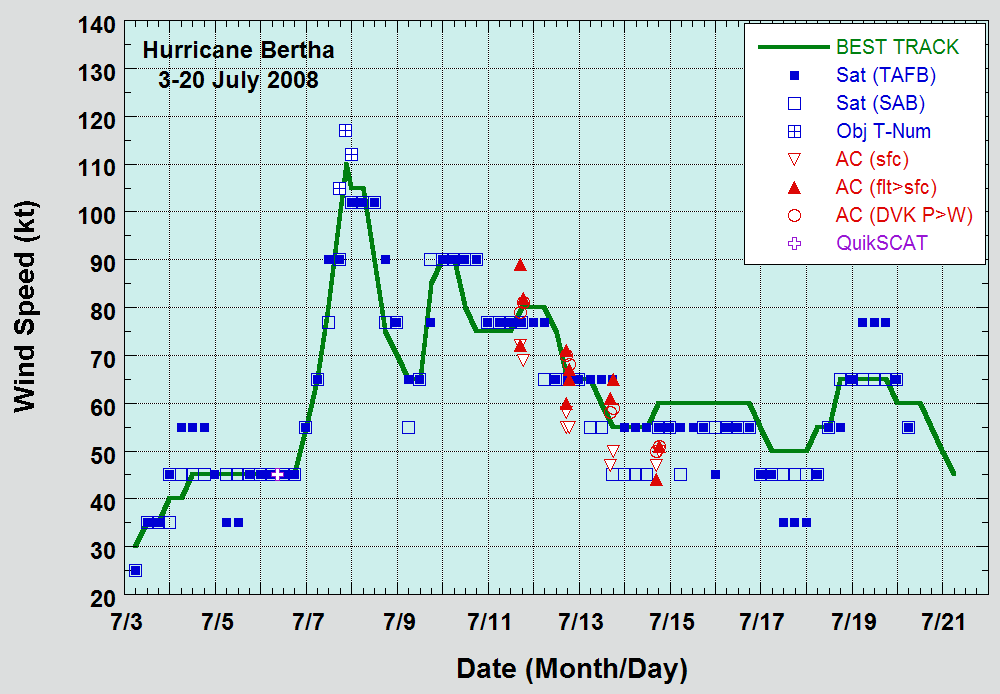 Hurricane Bertha
3-20 July 2008
BEST TRACK
Sat (TAFB)
Sat (SAB)
Obj T-Num
AC (sfc)
AC (flt>sfc)
AC (DVK P>W)
QuikSCAT
140
130
120
110
100
90
80
70
60
50
40
30
20
Wind Speed (kt)
7/3 7/5 7/7 7/9 7/11 7/13 7/15 7/17 7/19 7/21
Date (Month/Day)